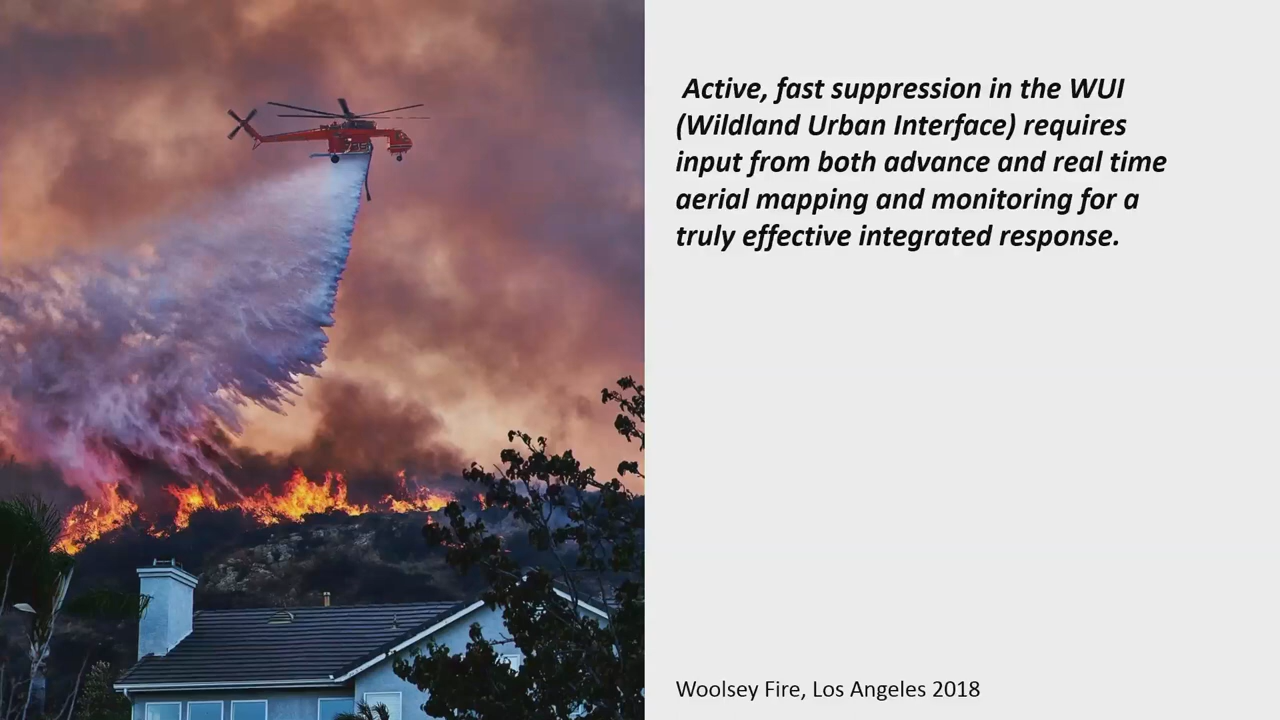 Active, fast suppression in the WUI
(Wildland Urban Interface) requires
input from both advance and real time
aerial mapping and monitoring for a
truly effective integrated response.
Woolsey Fire, Los Angeles 2018